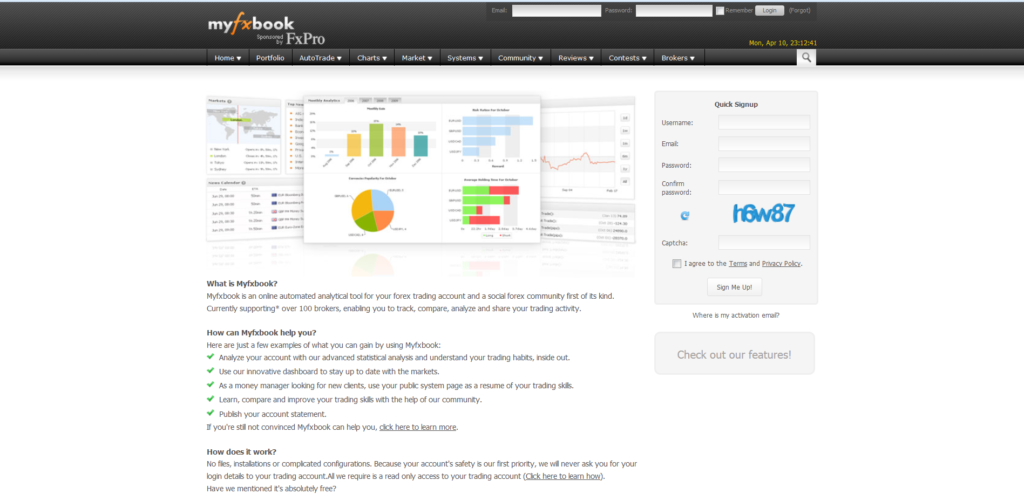 Email:
Password:
Remember
Login
(Forgot)
myfxbook
Sponsored By FxPro
Mon, Apr 10, 23:12:41
Home Portfolio AutoTrade Charts Market Systems Community Reviews Contests Brokers
Markets
Monthly Analytics
Quick Signup
Username:
Email:
Password:
Confirm
password:
h6w87
Captcha:
I agree to the Terms and Privacy Policy.
Sign Me Up!
Where is my activation email?
Check out our features!
What is Myfxbook?
Myfxbook is an online automated analytical tool for your forex trading account and a social forex community first of its kind.
Currently supporting* over 100 brokers, enabling you to track, compare, analyze and share your trading activity.
How can Myfxbook help you?
Here are just a few examples of what you can gain by using Myfxbook:
Analyze your account with our advanced statistical analysis and understand your trading habits, inside out.
Use our innovative dashboard to stay up to date with the markets.
As a money manager looking for new clients, use your public system page as a resume of your trading skills.
Learn, compare and improve your trading skills with the help of our community.
Publish your account statement.
If you're still not convinced Myfxbook can help you, click here to learn more.
How does it work?
No files, installations or complicated configurations. Because your account's safety is our first priority, we will never ask you for your
login details to your trading account.All we require is a read only access to your trading account (Click here to learn how).
Have we mentioned it's absolutely free?